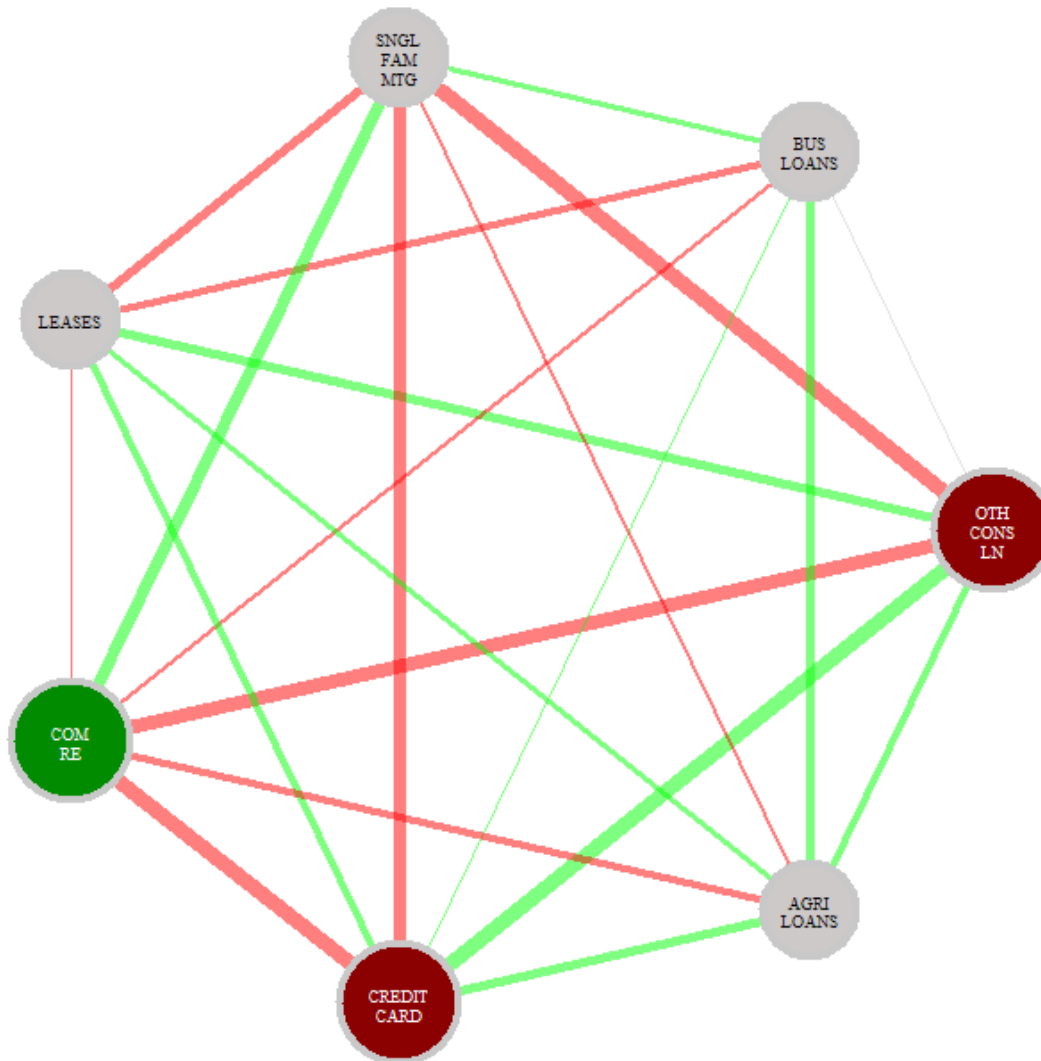 SNGL
FAM
MTG
BUS
LOANS
LEASES
OTH
CONS
LN
COM
RE
AGRI
LOANS
CREDIT
CARD